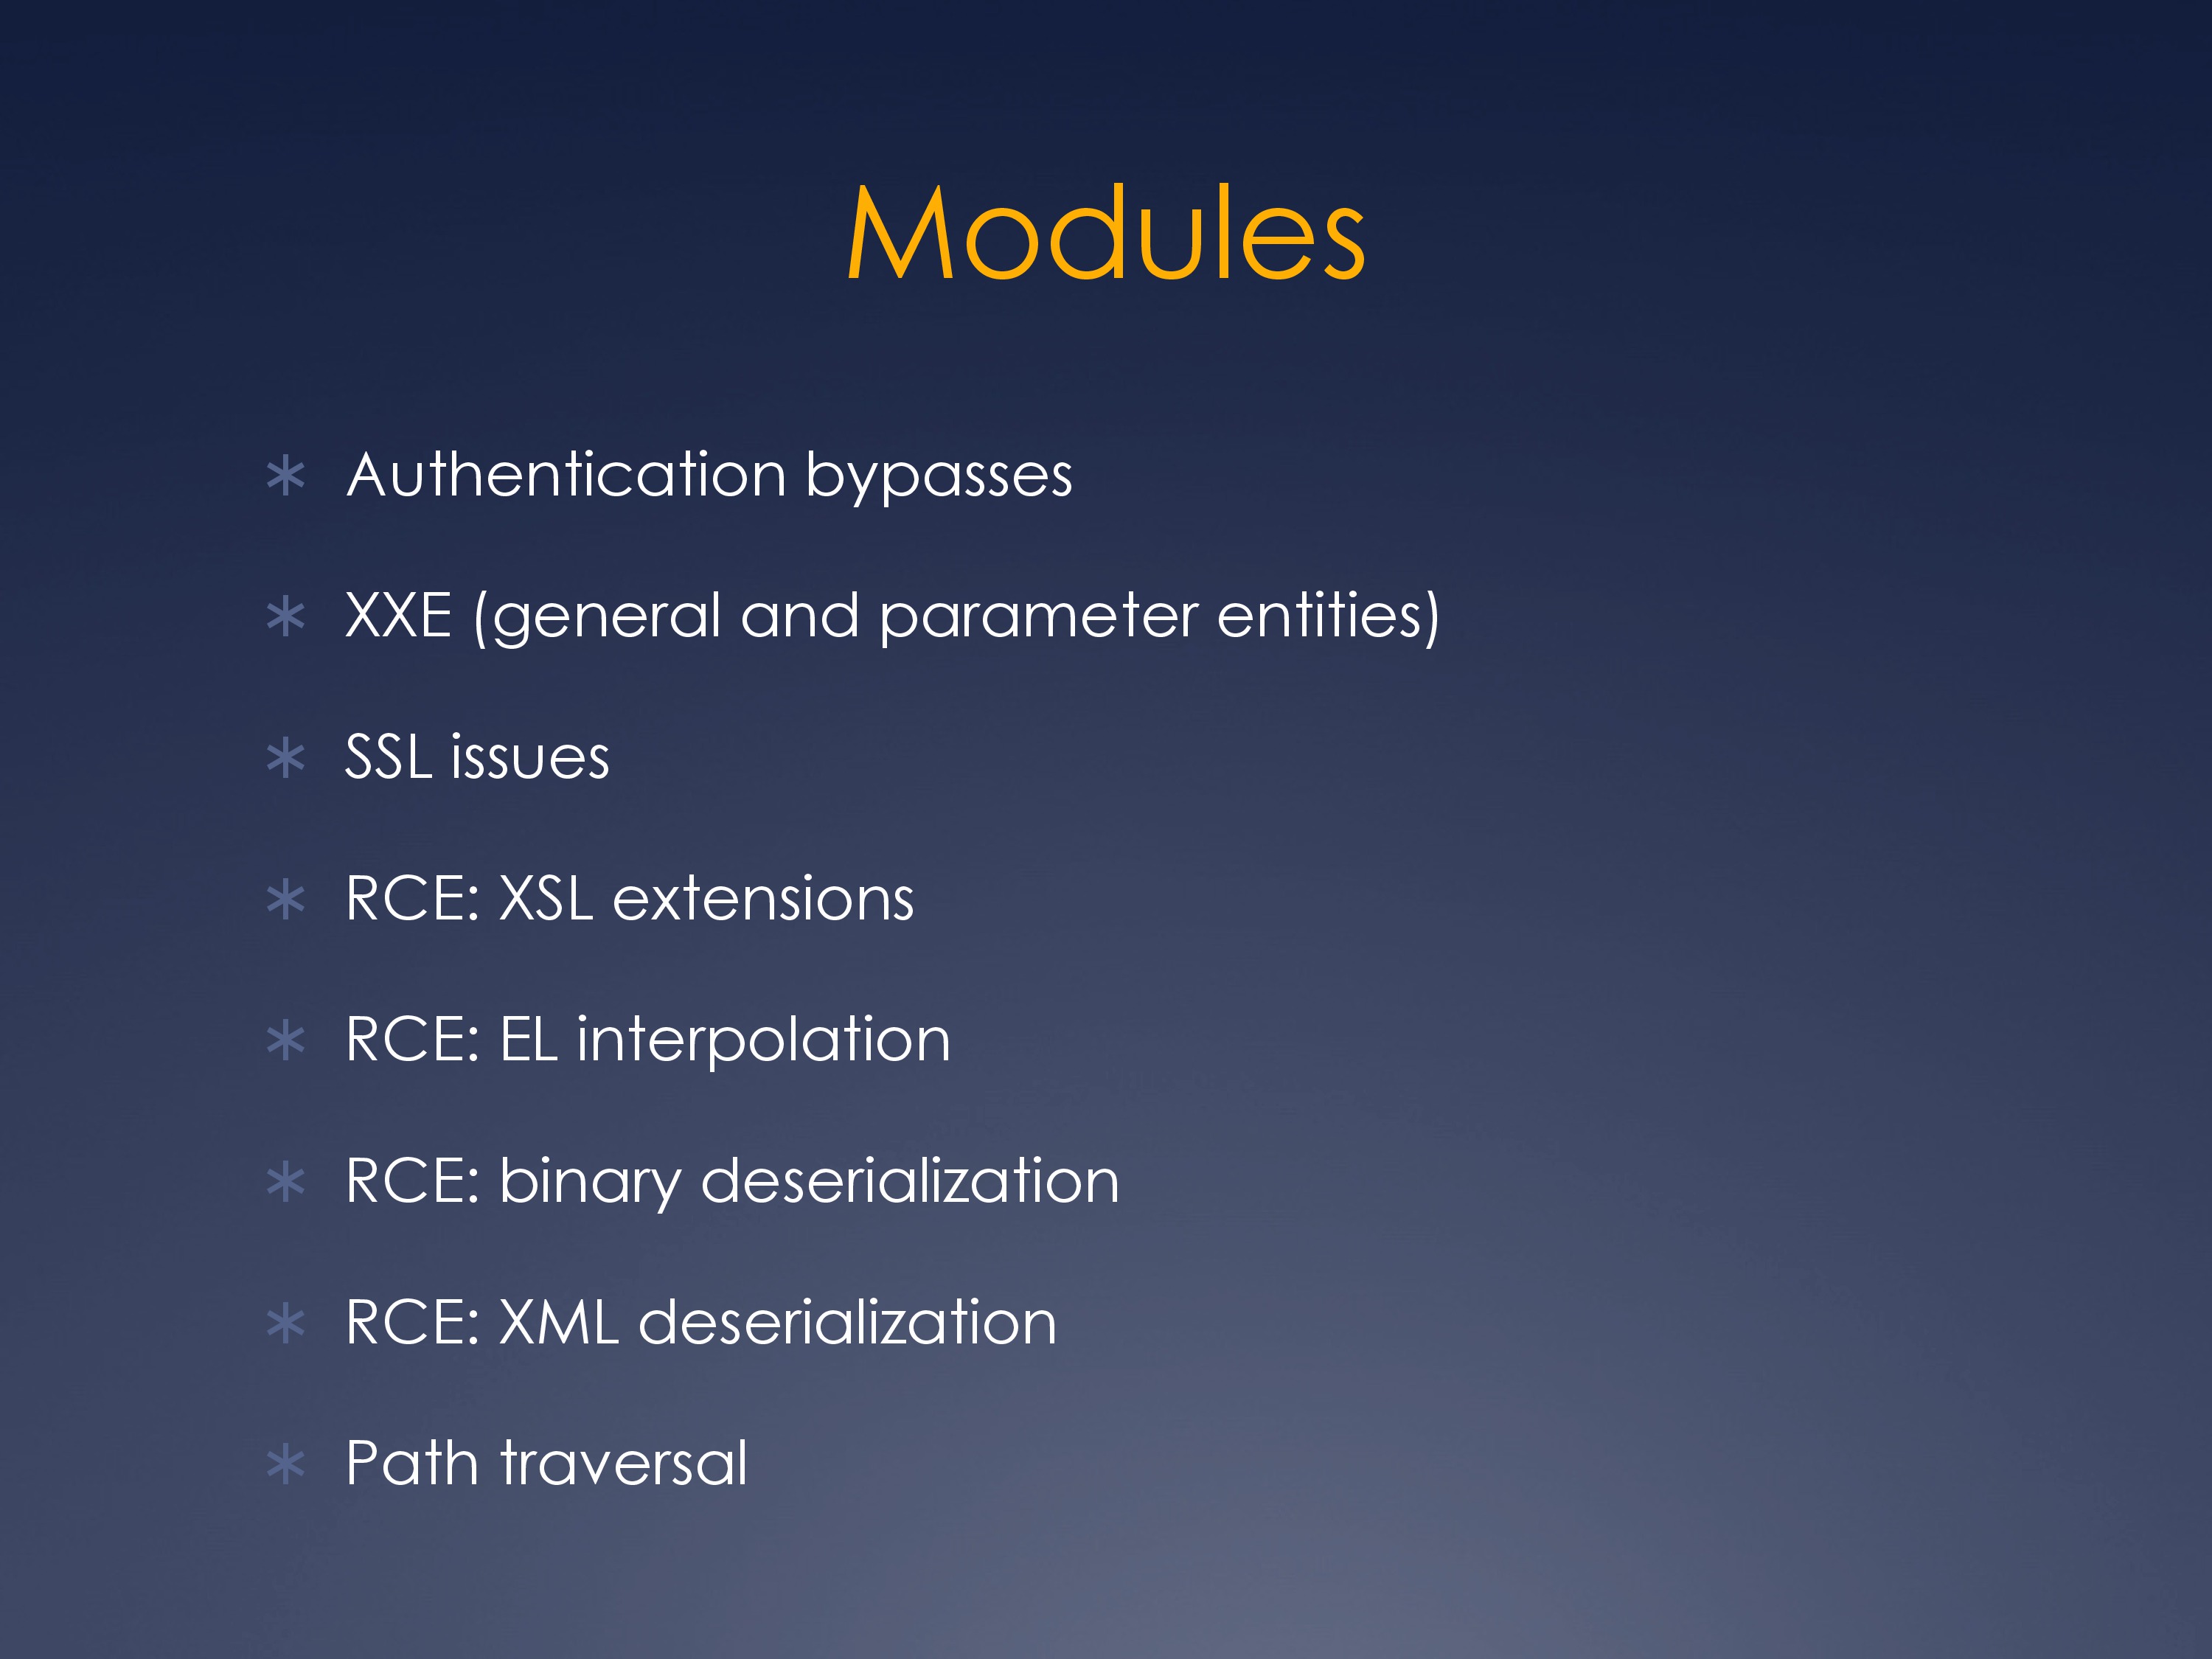 Modules
* Authentication bypasses
* XXE (general and parameter entities)
* SSL issues
* RCE: XSL extensions
* RCE: EL interpolation
* RCE: binary deserialization
* RCE: XML deserialization
* Path traversal